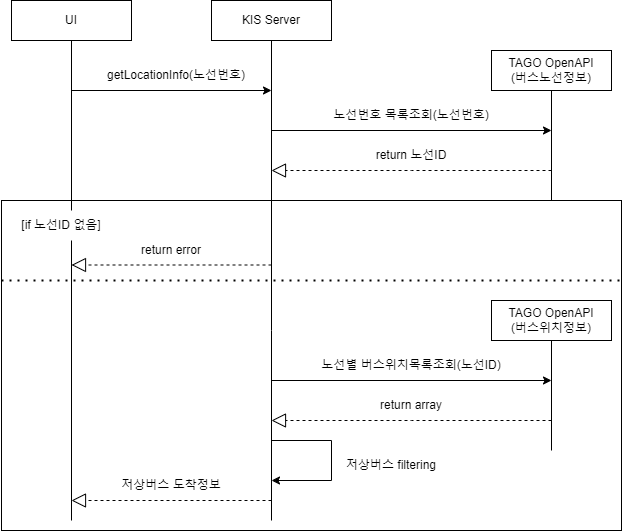 UI
KIS Server
TAGO OpenAPI
(버스노선정보)
getLocationInfo(노선번호)
노선번호 목록조회(노선번호)
return 노선ID
[if 노선ID 없음]
return error
TAGO OpenAPI
(버스위치정보)
노선별 버스위치목록조회(노선ID)
return array
저상버스 filtering
저상버스 도착정보